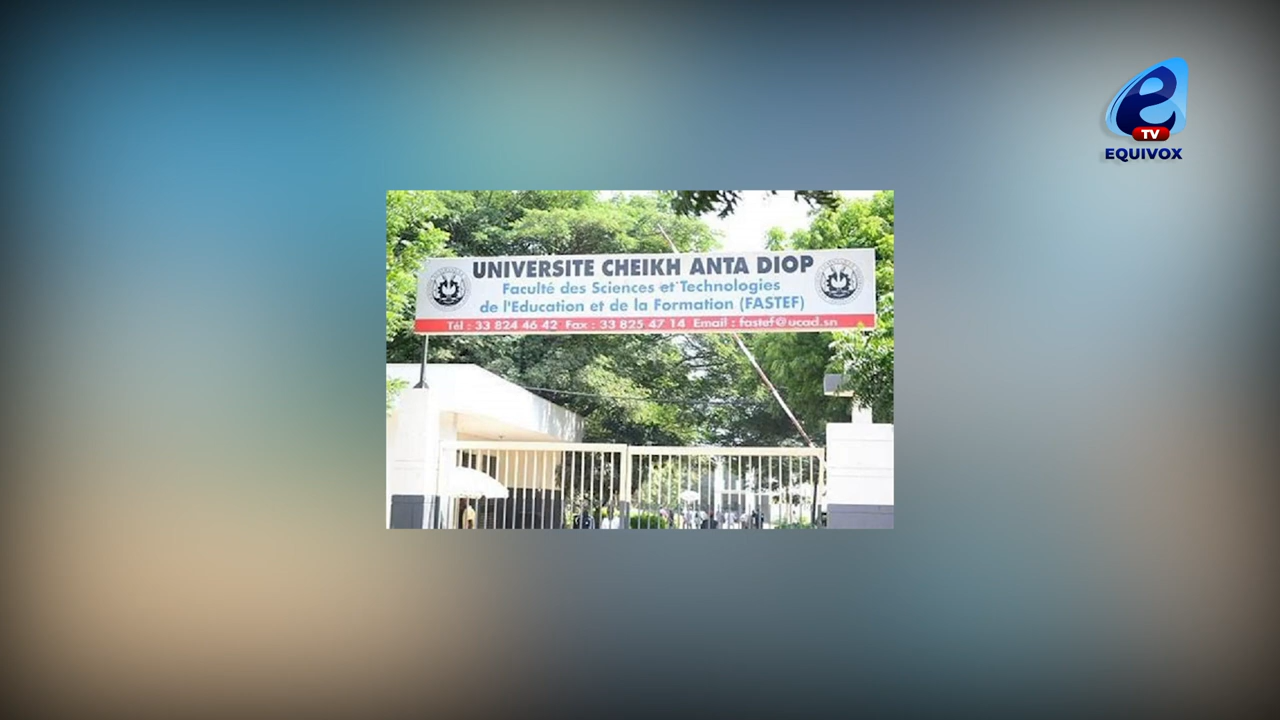 e
TV
EQUIVOX
UNIVERSITE CHEIKH ANTA DIOP
Faculté des Sciences et Technologies
de l'Education et de la Formation (FASTEF)
Tél : 33 824 46 42 Fax : 33 825 47 14 Email : fastef@ucad.sn